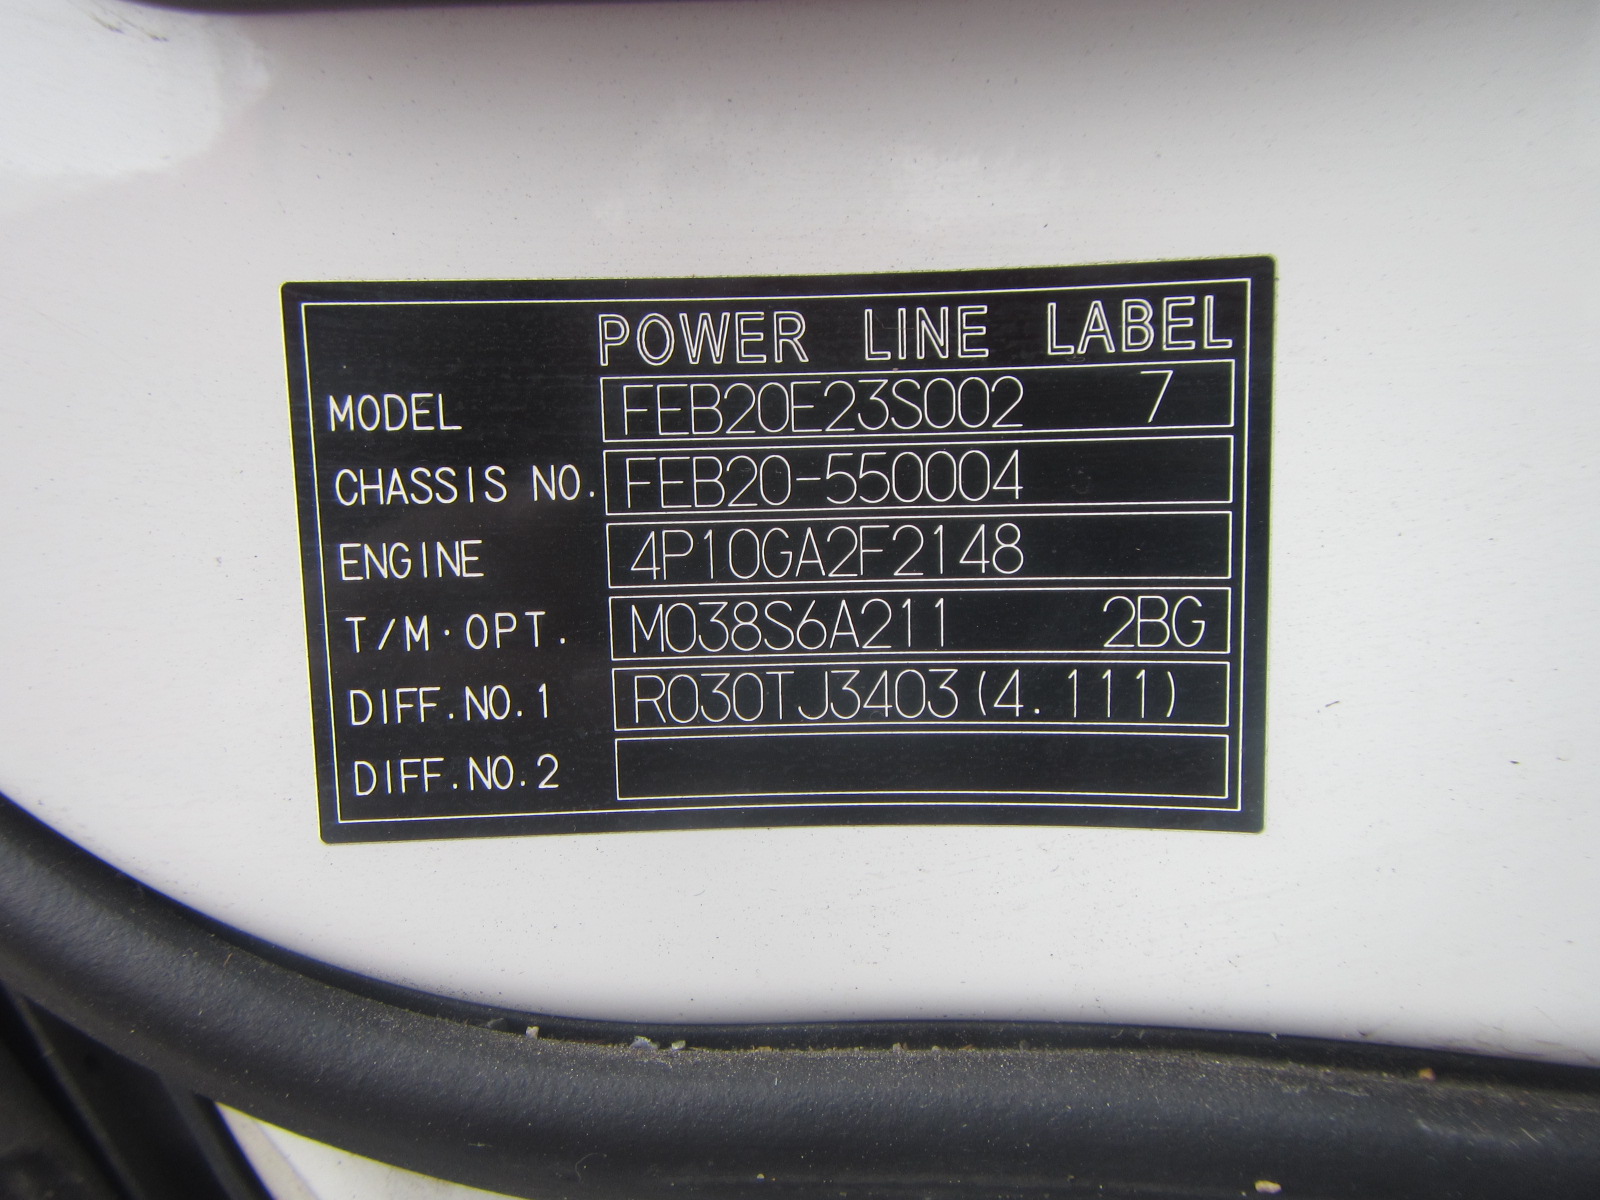 POWER LINE LABEL
MODEL FEB20E23S002 7
CHASSIS NO. FEB20-550004
ENGINE 4P10GA2F2148
T/M·OPT. M038S6A211 2BG
DIFF.NO.1 R030TJ3403(4.111)
DIFF.NO.2